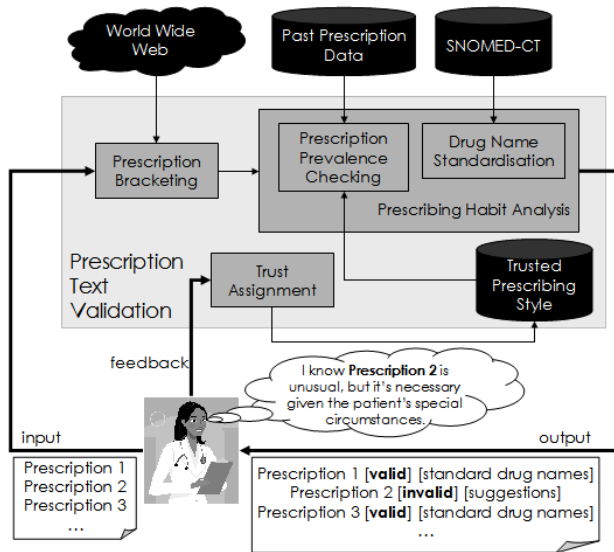 World Wide
Web
Past Prescription
Data
SNOMED-CT
Prescription
Bracketing
Prescription
Prevalence
Checking
Drug Name
Standardisation
Prescribing Habit Analysis
Prescription
Text
Validation
Trust
Assignment
Trusted
Prescribing
Style
feedback
I know Prescription 2 is
unusual, but it's necessary
given the patient's special
circumstances.
input
output
Prescription 1
Prescription 2
Prescription 3
...
Prescription 1 [valid] [standard drug names]
Prescription 2 [invalid] [suggestions]
Prescription 3 [valid] [standard drug names]
...